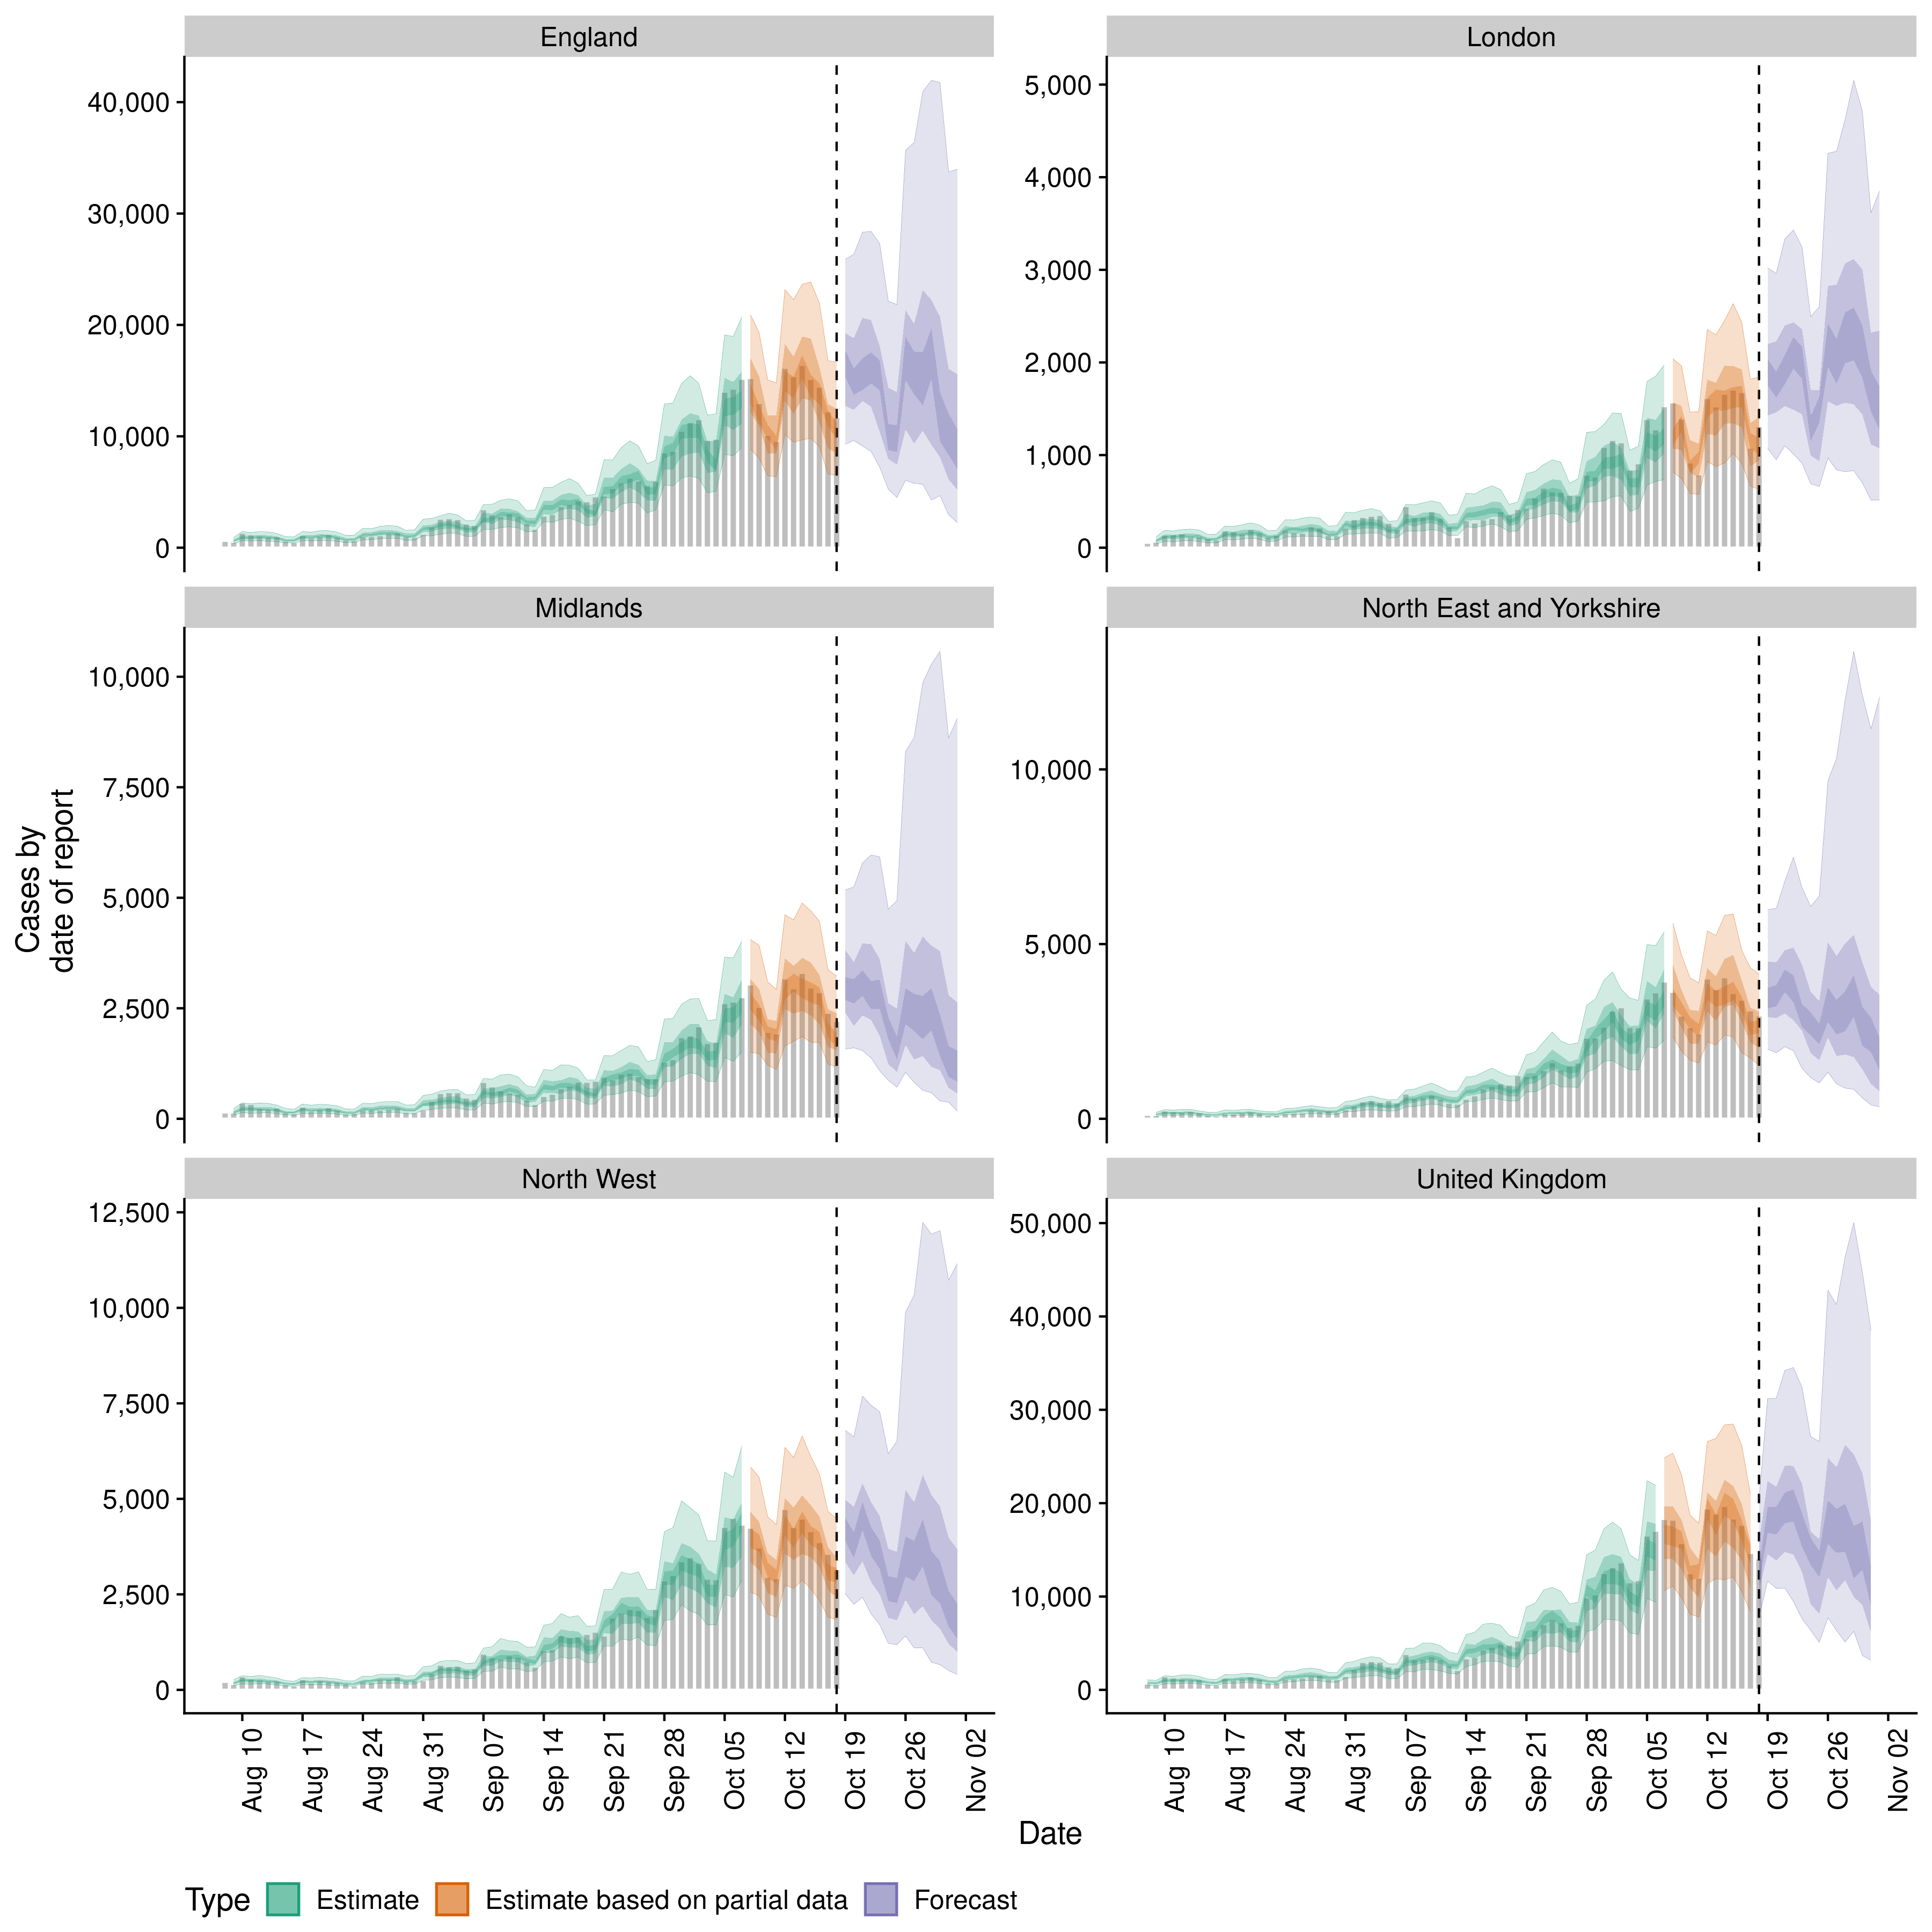 England
London
40,000
30,000
20,000
10,000
0
5,000
4,000
3,000
2,000
1,000
0
Midlands
North East and Yorkshire
10,000
7,500
5,000
2,500
0
10,000
5,000
0
Cases by
date of report
North West
United Kingdom
12,500
10,000
7,500
5,000
2,500
0
50,000
40,000
30,000
20,000
10,000
0
Aug 10
Aug 17
Aug 24
Aug 31
Sep 07
Sep 14
Sep 21
Sep 28
Oct 05
Oct 12
Oct 19
Oct 26
Nov 02
Aug 10
Aug 17
Aug 24
Aug 31
Sep 07
Sep 14
Sep 21
Sep 28
Oct 05
Oct 12
Oct 19
Oct 26
Nov 02
Date
Type Estimate Estimate based on partial data Forecast